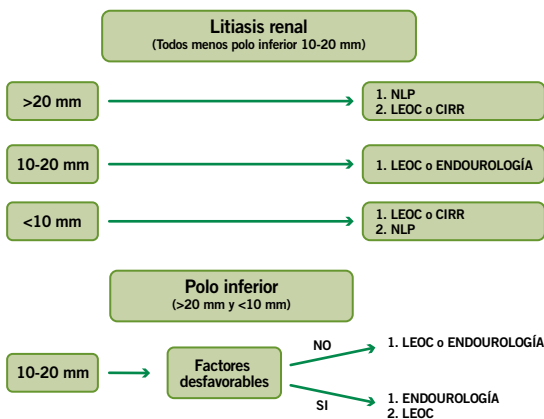 Litiasis renal
(Todos menos polo inferior 10-20 mm)
>20 mm
1. NLP
2. LEOC o CIRR
10-20 mm
1. LEOC o ENDOUROLOGÍA
<10 mm
1. LEOC o CIRR
2. NLP
Polo inferior
(>20 mm y <10 mm)
10-20 mm
Factores
desfavorables
NO
1. LEOC o ENDOUROLOGÍA
SI
1. ENDOUROLOGÍA
2. LEOC